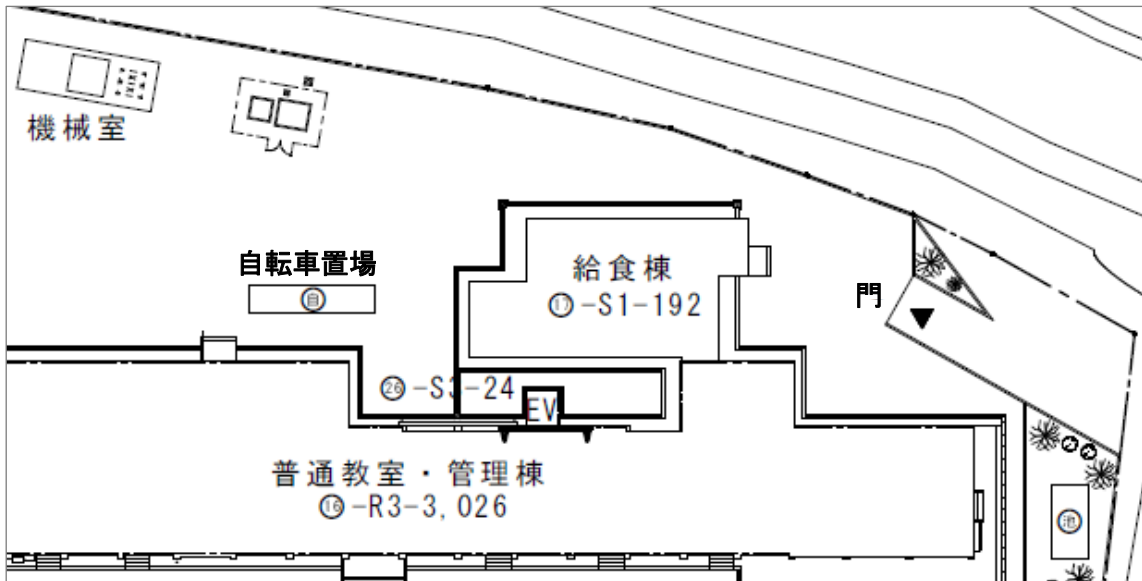 機械室
自転車置場
自
給食棟
⑰-S1-192
門
㉖-S3-24
EV
普通教室・管理棟
⑯-R3-3,026
池